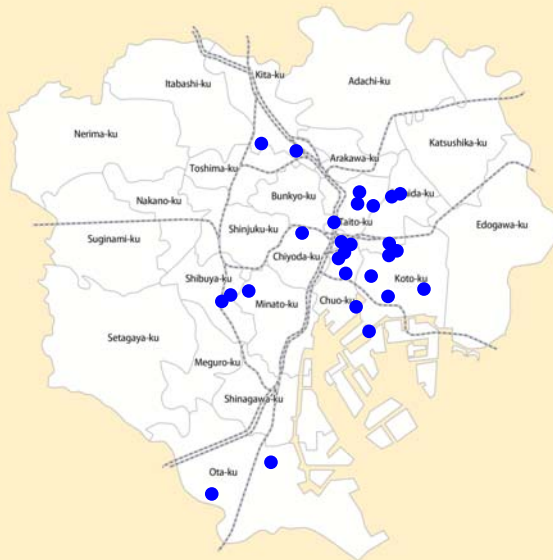 Kita-ku
Itabashi-ku
Adachi-ku
Nerima-ku
Katsushika-ku
Arakawa-ku
Toshima-ku
Bunkyo-ku
ida-ku
Nakano-ku
Taito-ku
Edogawa-ku
Shinjuku-ku
Suginami-ku
Chiyoda-ku
Shibuya-ku
Koto-ku
Minato-ku
Chuo-ku
Setagaya-ku
Meguro-ku
Shinagawa-ku
Ota-ku